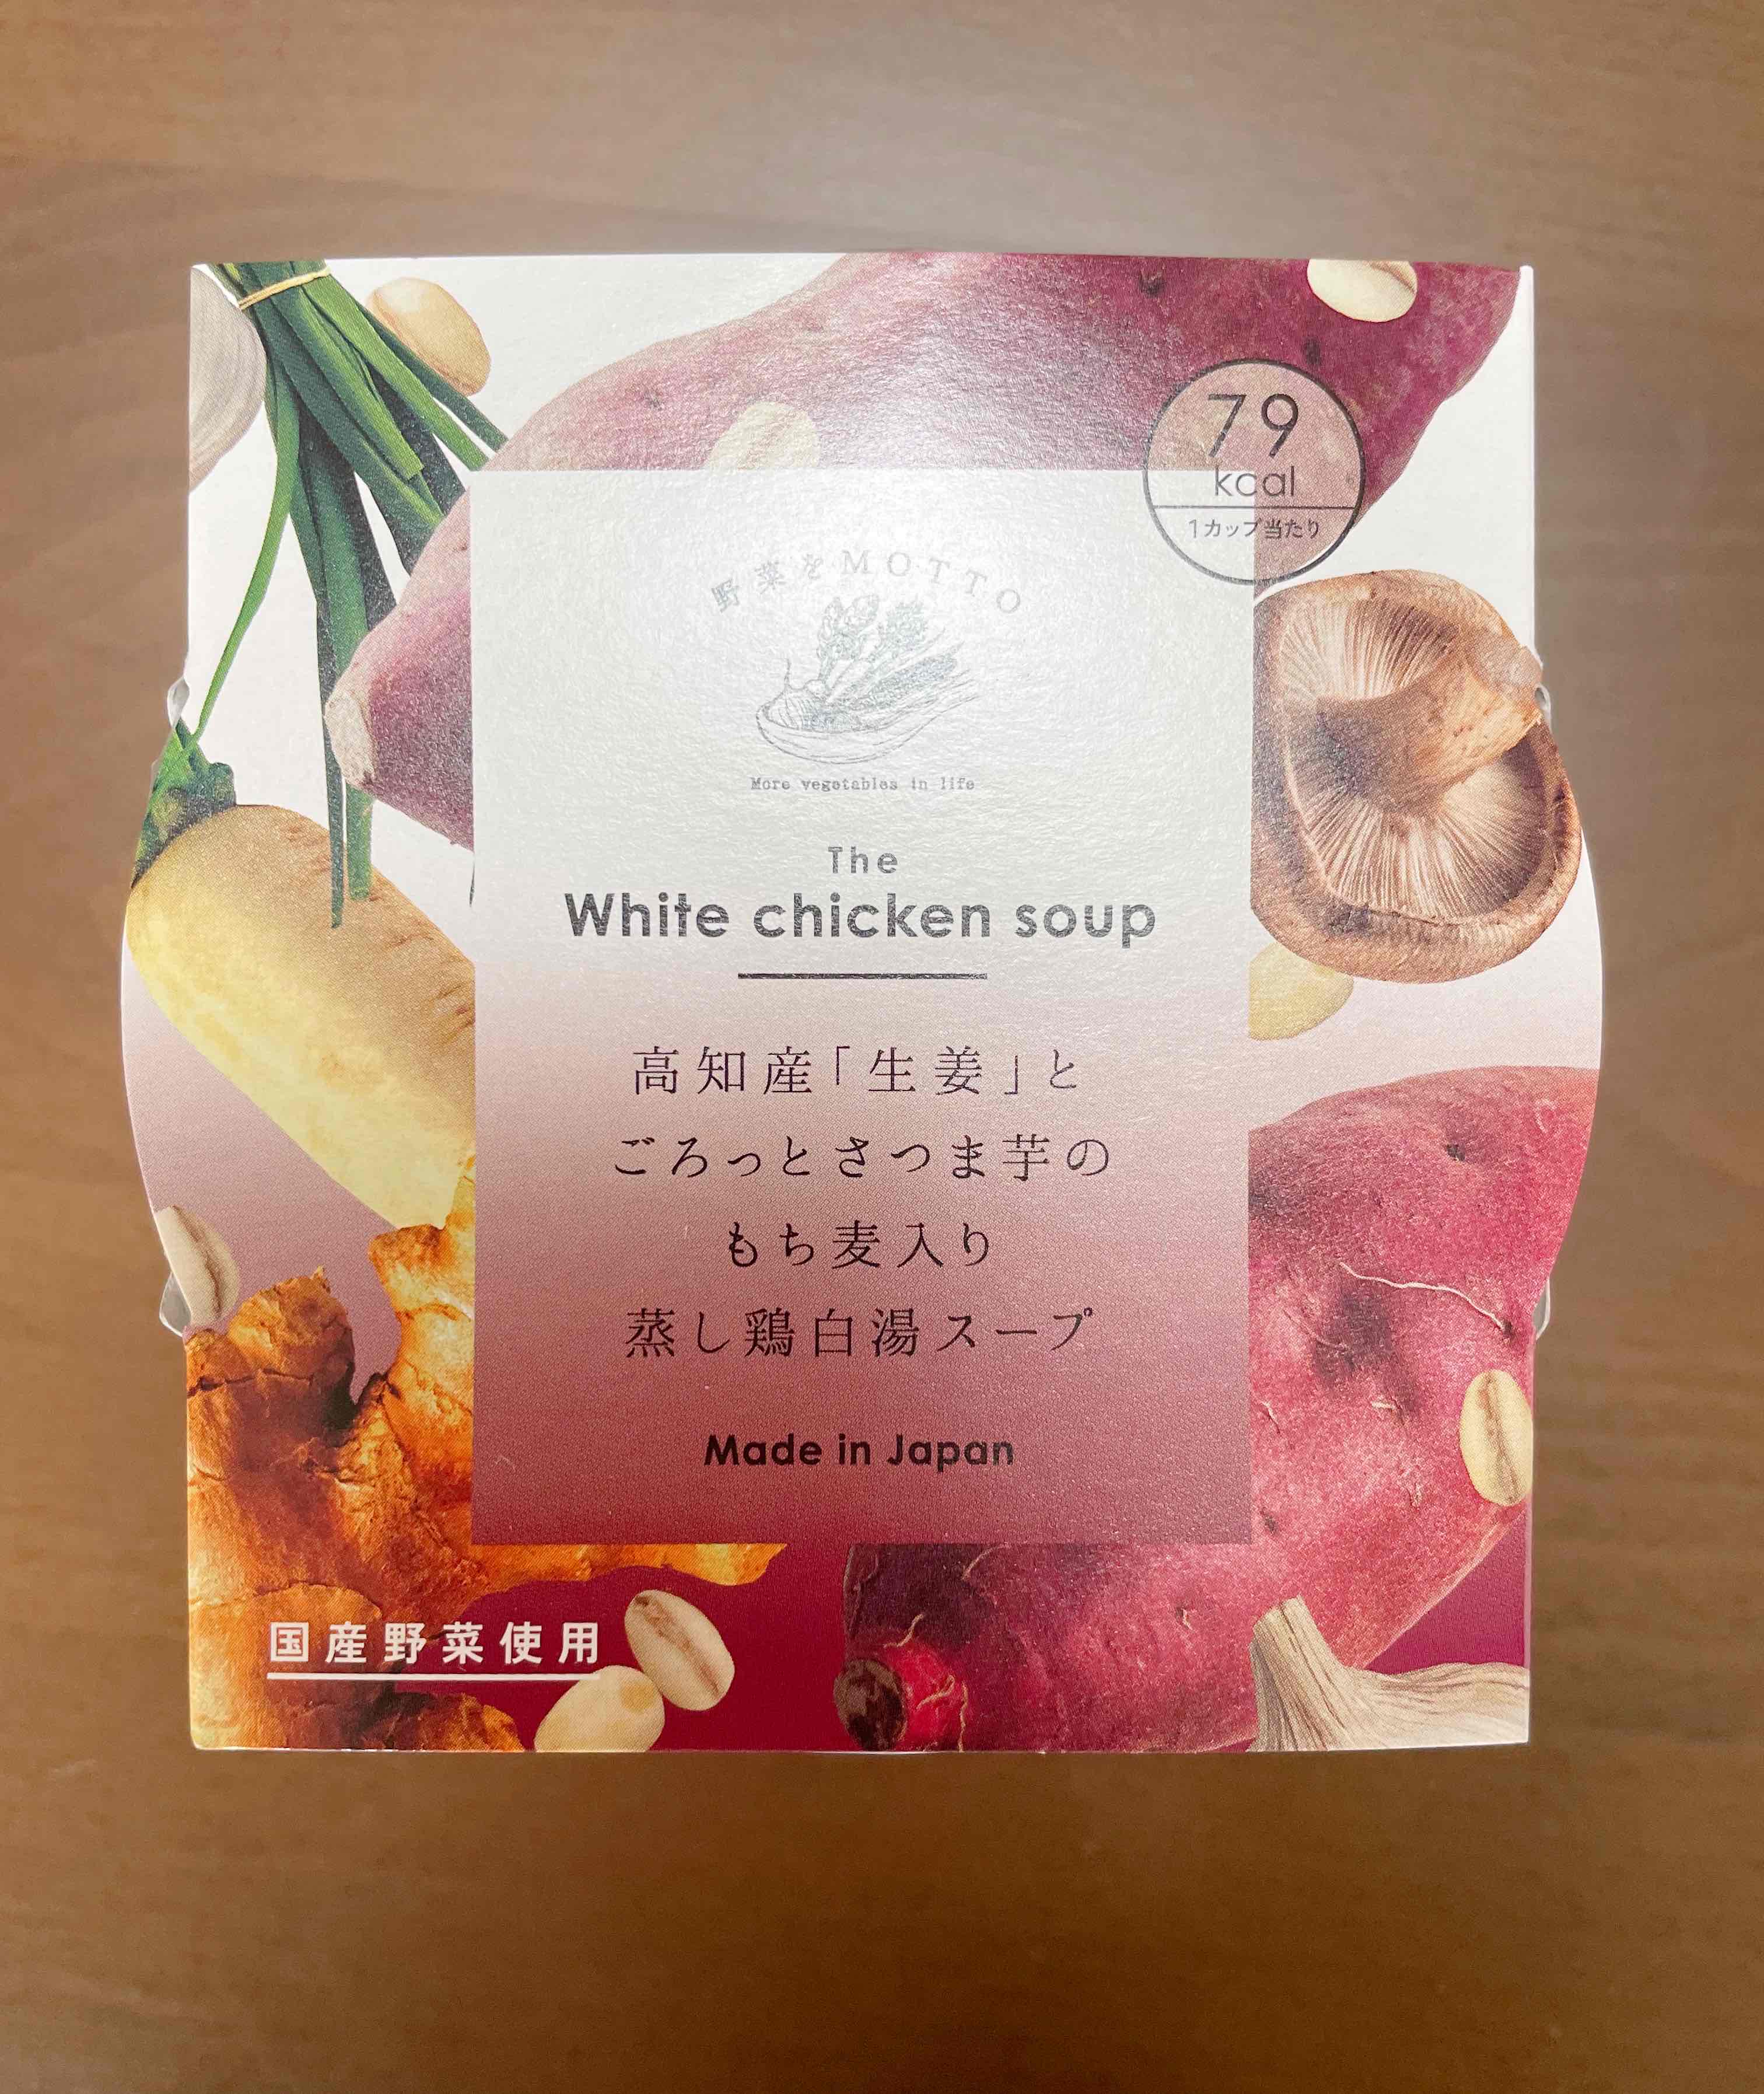 79
kcal
1カップ当たり
野菜をMOTTO
More vegetables in life
The
White chicken soup
高知産「生姜」と
ごろっとさつま芋の
もち麦入り
蒸し鶏白湯スープ
Made in Japan
国産野菜使用